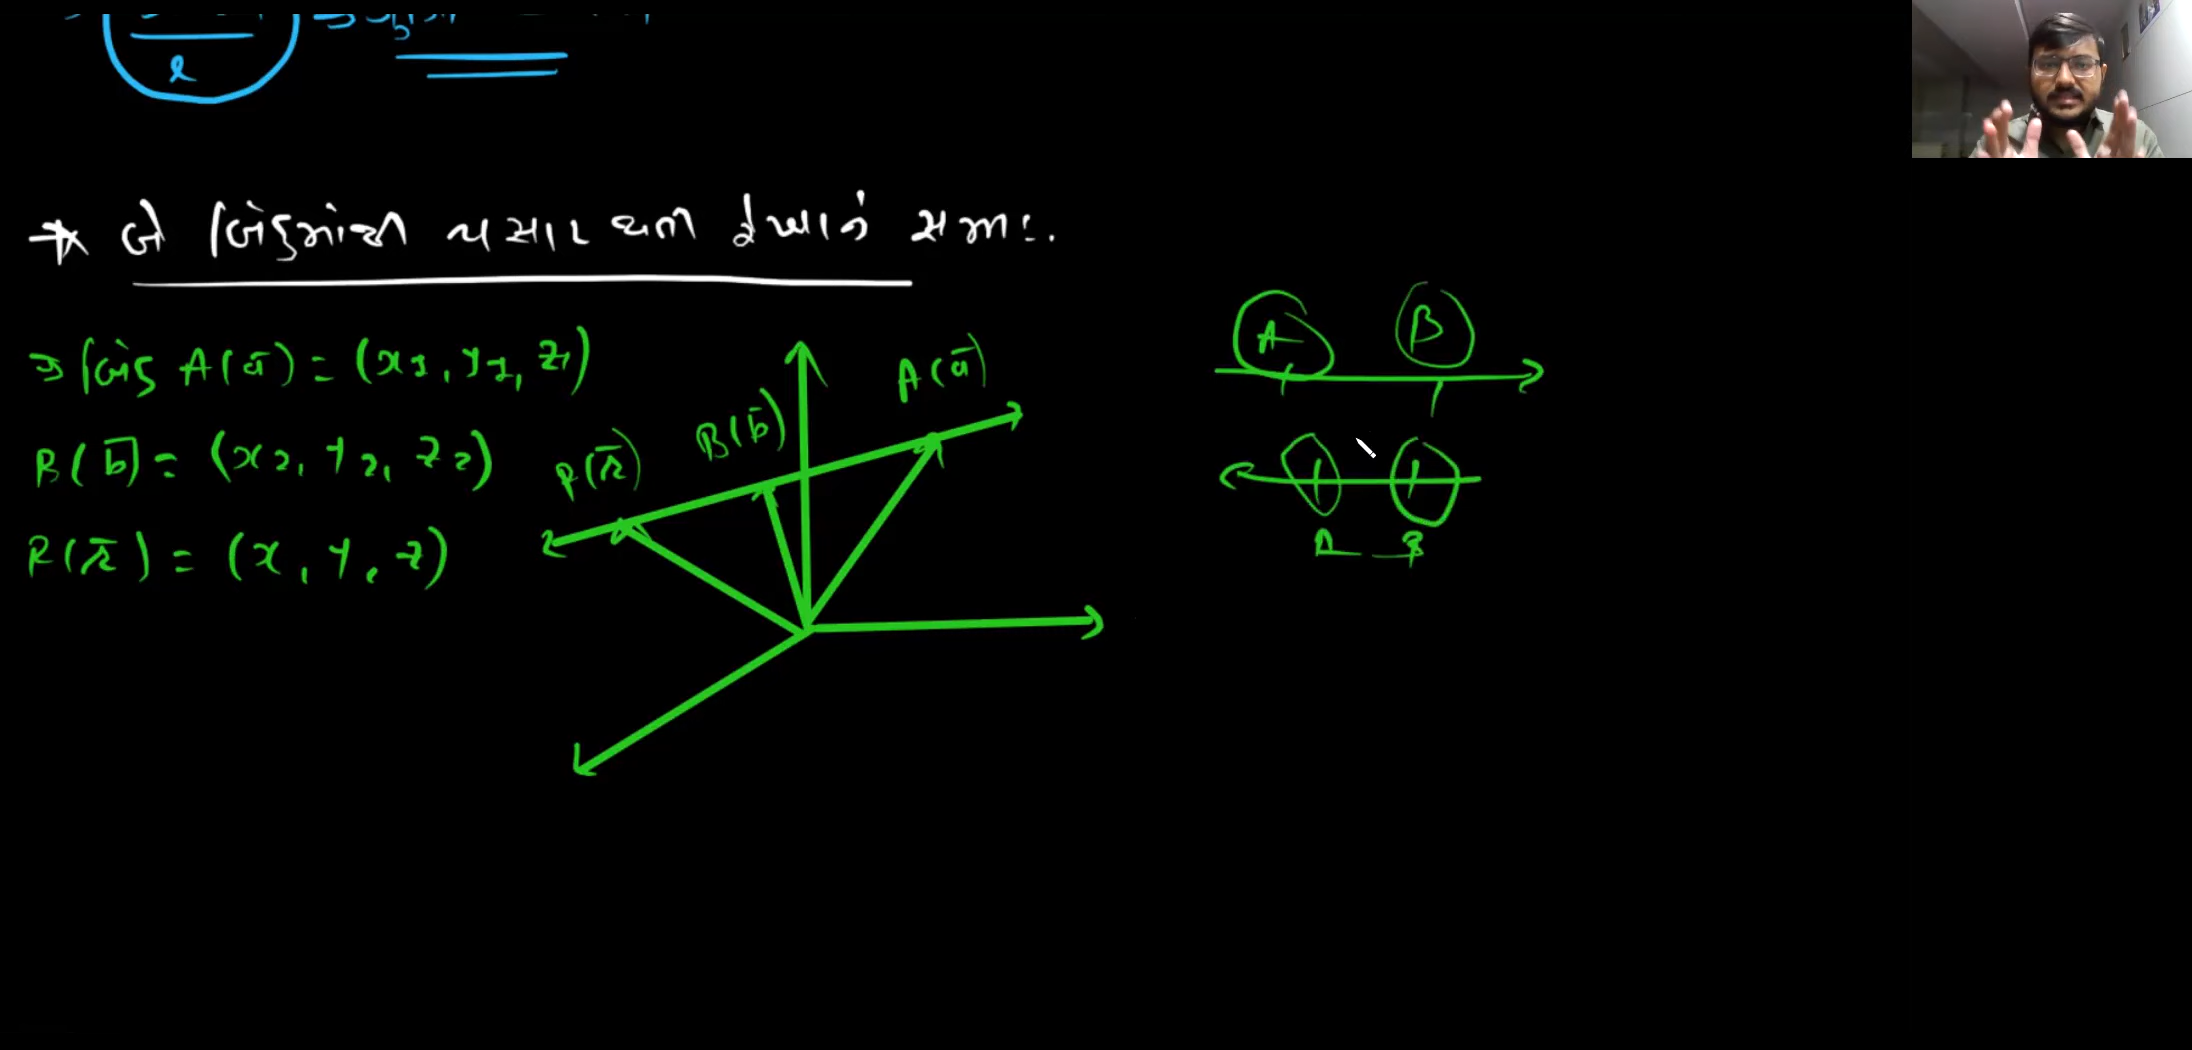 l
→ બે બિંદુમાંથી પસાર થતી રેખાનું સમી:.
→ બિંદુ A(a̅) = (x₁, y₁, z₁)
B(b̅) = (x₂, y₂, z₂)
R(r̅) = (x, y, z)
R(r̅)
B(b̅)
A(a̅)
A B
A B